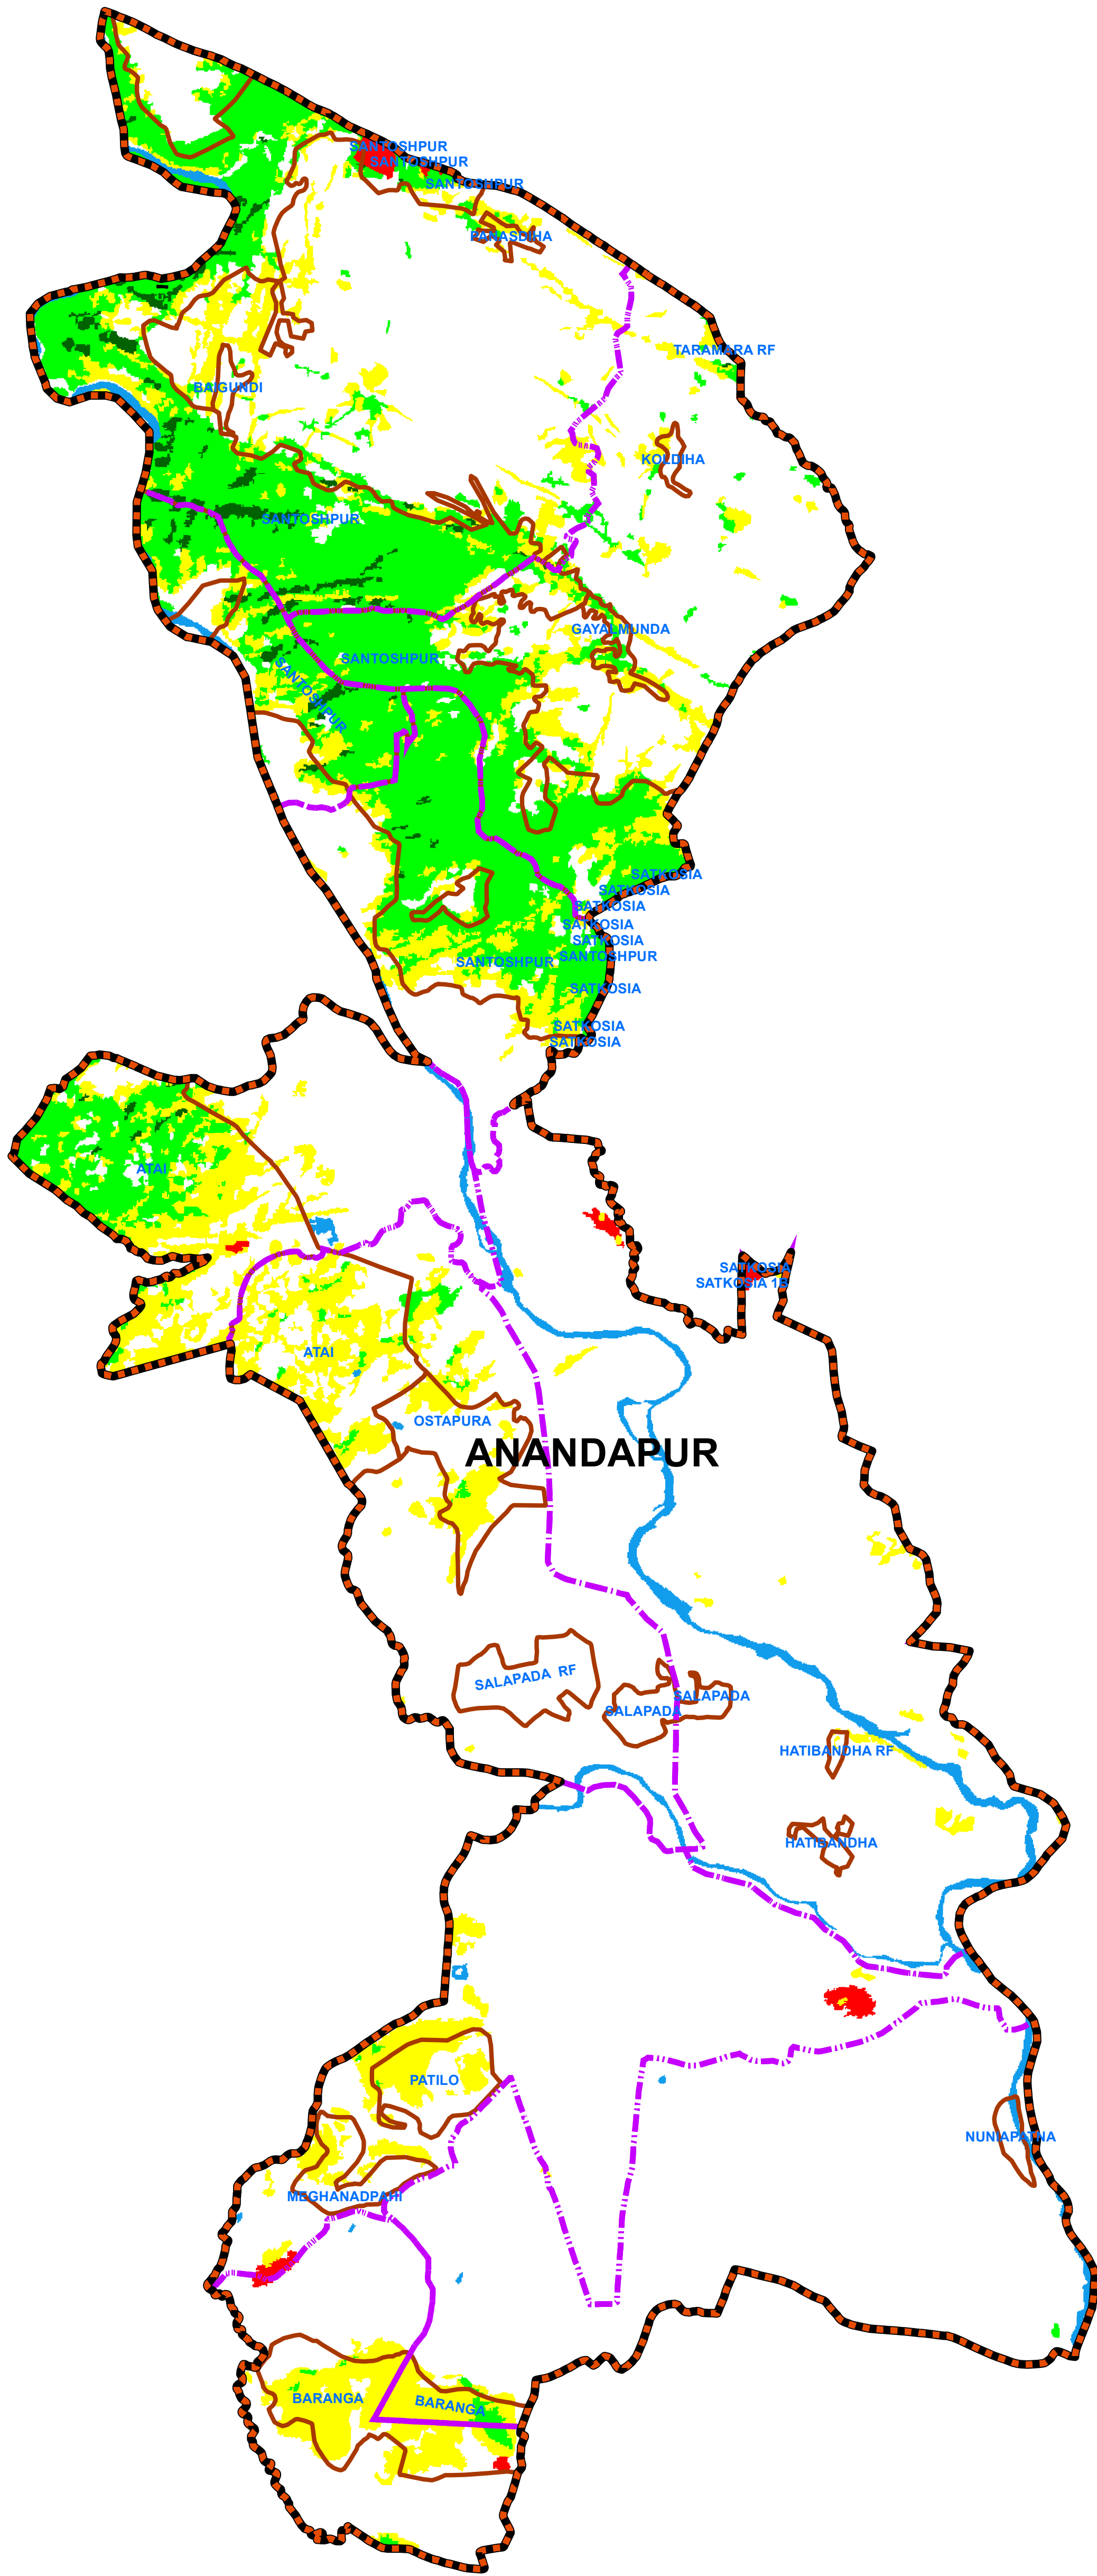 SANTOSHPUR
SANTOSHPUR
SANTOSHPUR
PANASDIHA
TARAMARA RF
BAIGUNDI
KOLDIHA
SANTOSHPUR
GAYALMUNDA
SANTOSHPUR
SANTOSHPUR
SATKOSIA
SATKOSIA
SATKOSIA
SATKOSIA
SATKOSIA
SANTOSHPUR
SANTOSHPUR
SATKOSIA
SATKOSIA
SATKOSIA
ATAI
SATKOSIA
SATKOSIA 1B
ATAI
OSTAPURA
ANANDAPUR
SALAPADA RF
SALAPADA
SALAPADA
HATIBANDHA RF
HATIBANDHA
PATILO
NUNIAPATNA
MEGHANADPAHI
BARANGA
BARANGA